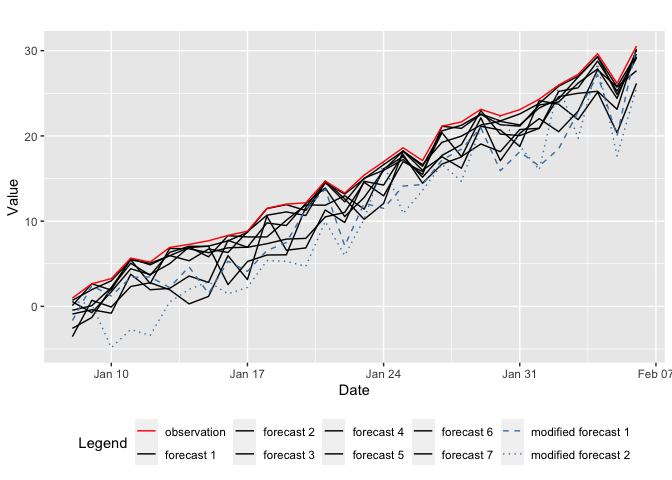 30
20
10
0
Value
Jan 10 Jan 17 Jan 24 Jan 31 Feb 07
Date
Legend
observation forecast 2 forecast 4 forecast 6 modified forecast 1
forecast 1 forecast 3 forecast 5 forecast 7 modified forecast 2